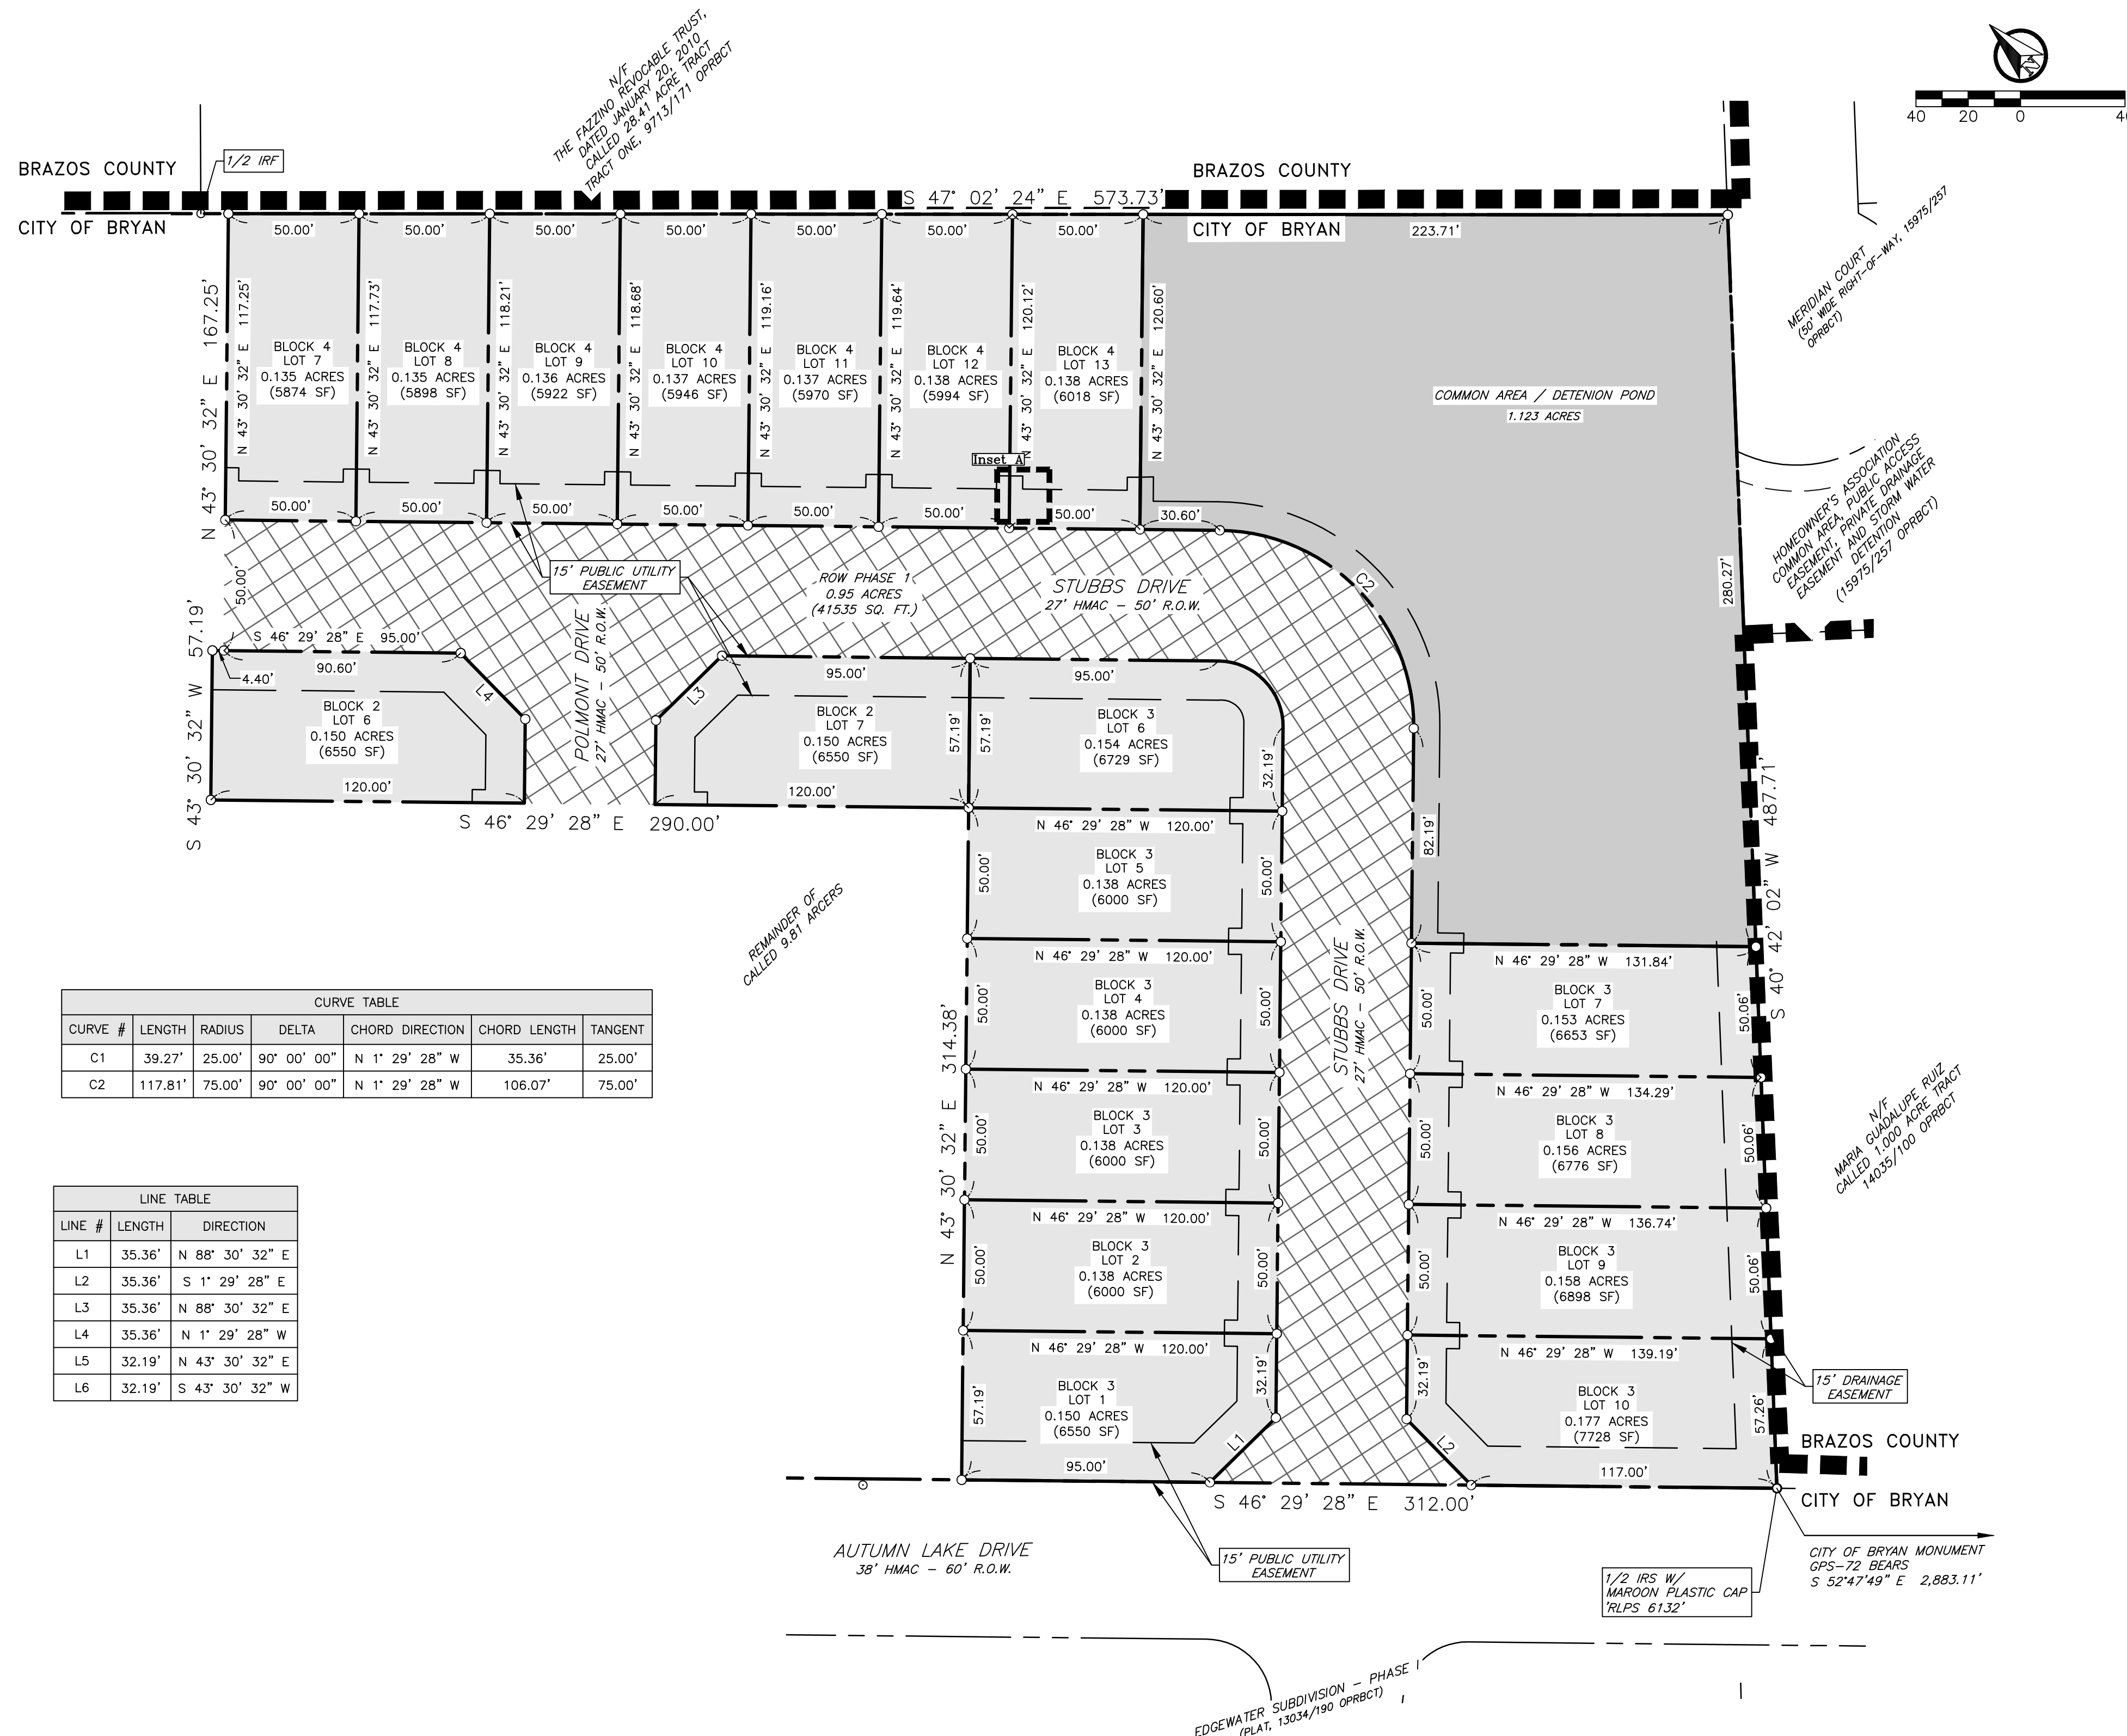 N/F
THE FAZZINO REVOCABLE TRUST,
DATED JANUARY 20, 2010
CALLED 28.41 ACRE TRACT
TRACT ONE, 9713/171 OPRBCT
40 20 0
BRAZOS COUNTY
1/2 IRF
CITY OF BRYAN
S 47° 02' 24" E 573.73'
BRAZOS COUNTY
CITY OF BRYAN
223.71'
50.00'
50.00'
50.00'
50.00'
50.00'
50.00'
50.00'
MERIDIAN COURT
(50' WIDE RIGHT-OF-WAY, 15975/257
OPRBCT)
N 43° 30' 32" E 167.25'
N 43° 30' 32" E 117.25'
N 43° 30' 32" E 117.73'
N 43° 30' 32" E 118.21'
N 43° 30' 32" E 118.68'
N 43° 30' 32" E 119.16'
N 43° 30' 32" E 119.64'
N 43° 30' 32" E 120.12'
N 43° 30' 32" E 120.60'
BLOCK 4
LOT 7
0.135 ACRES
(5874 SF)
BLOCK 4
LOT 8
0.135 ACRES
(5898 SF)
BLOCK 4
LOT 9
0.136 ACRES
(5922 SF)
BLOCK 4
LOT 10
0.137 ACRES
(5946 SF)
BLOCK 4
LOT 11
0.137 ACRES
(5970 SF)
BLOCK 4
LOT 12
0.138 ACRES
(5994 SF)
BLOCK 4
LOT 13
0.138 ACRES
(6018 SF)
COMMON AREA / DETENION POND
1.123 ACRES
Inset A
50.00'
50.00'
50.00'
50.00'
50.00'
50.00'
50.00'
30.60'
HOMEOWNER'S ASSOCIATION
COMMON AREA, PUBLIC ACCESS
EASEMENT, PRIVATE DRAINAGE
EASEMENT AND STORM WATER
DETENTION
(15975/257 OPRBCT)
280.27'
50.00'
15' PUBLIC UTILITY
EASEMENT
ROW PHASE 1
0.95 ACRES
(41535 SQ. FT.)
STUBBS DRIVE
27' HMAC - 50' R.O.W.
C2
S 43° 30' 32" W 57.19'
S 46° 29' 28" E 95.00'
90.60'
4.40'
L4
POLMONT DRIVE
27' HMAC - 50' R.O.W.
L3
95.00'
95.00'
BLOCK 2
LOT 6
0.150 ACRES
(6550 SF)
120.00'
BLOCK 2
LOT 7
0.150 ACRES
(6550 SF)
120.00'
57.19'
57.19'
BLOCK 3
LOT 6
0.154 ACRES
(6729 SF)
32.19'
82.19'
S 46° 29' 28" E 290.00'
S 40° 42' 02" W 487.71'
N 46° 29' 28" W 120.00'
50.00'
BLOCK 3
LOT 5
0.138 ACRES
(6000 SF)
50.00'
REMAINDER OF
CALLED 9.81 ARCERS
N 46° 29' 28" W 120.00'
N 46° 29' 28" W 131.84'
50.00'
BLOCK 3
LOT 4
0.138 ACRES
(6000 SF)
50.00'
STUBBS DRIVE
27' HMAC - 50' R.O.W.
50.00'
BLOCK 3
LOT 7
0.153 ACRES
(6653 SF)
50.06'
CURVE TABLE
CURVE # LENGTH RADIUS DELTA CHORD DIRECTION CHORD LENGTH TANGENT
C1 39.27' 25.00' 90° 00' 00" N 1° 29' 28" W 35.36' 25.00'
C2 117.81' 75.00' 90° 00' 00" N 1° 29' 28" W 106.07' 75.00'
N 43° 30' 32" E 314.38'
N 46° 29' 28" W 120.00'
N 46° 29' 28" W 134.29'
50.00'
BLOCK 3
LOT 3
0.138 ACRES
(6000 SF)
50.00'
50.00'
BLOCK 3
LOT 8
0.156 ACRES
(6776 SF)
50.06'
N/F
MARIA GUADALUPE RUIZ
CALLED 1.000 ACRE TRACT
14035/100 OPRBCT
LINE TABLE
LINE # LENGTH DIRECTION
L1 35.36' N 88° 30' 32" E
L2 35.36' S 1° 29' 28" E
L3 35.36' N 88° 30' 32" E
L4 35.36' N 1° 29' 28" W
L5 32.19' N 43° 30' 32" E
L6 32.19' S 43° 30' 32" W
N 46° 29' 28" W 120.00'
N 46° 29' 28" W 136.74'
50.00'
BLOCK 3
LOT 2
0.138 ACRES
(6000 SF)
50.00'
50.00'
BLOCK 3
LOT 9
0.158 ACRES
(6898 SF)
50.06'
N 46° 29' 28" W 120.00'
N 46° 29' 28" W 139.19'
57.19'
BLOCK 3
LOT 1
0.150 ACRES
(6550 SF)
32.19'
32.19'
BLOCK 3
LOT 10
0.177 ACRES
(7728 SF)
57.26'
15' DRAINAGE
EASEMENT
95.00'
L1
L2
117.00'
BRAZOS COUNTY
CITY OF BRYAN
S 46° 29' 28" E 312.00'
AUTUMN LAKE DRIVE
38' HMAC - 60' R.O.W.
15' PUBLIC UTILITY
EASEMENT
1/2 IRS W/
MAROON PLASTIC CAP
'RLPS 6132'
CITY OF BRYAN MONUMENT
GPS-72 BEARS
S 52°47'49" E 2,883.11'
EDGEWATER SUBDIVISION - PHASE I
(PLAT, 13034/190 OPRBCT)